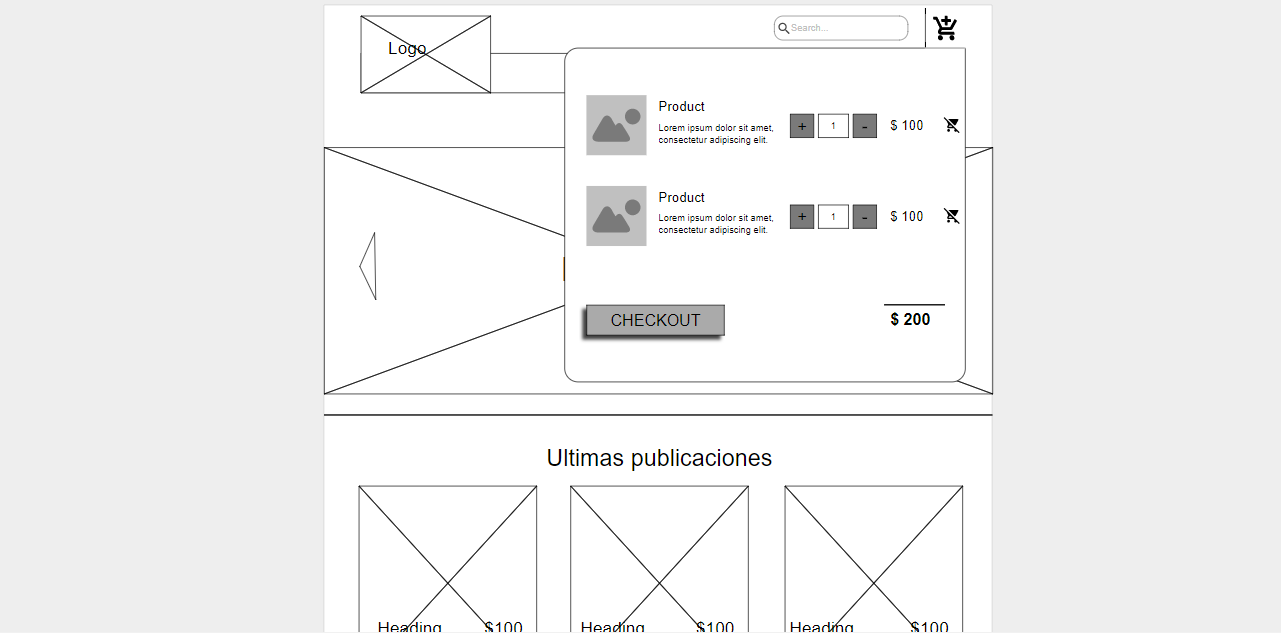 Logo
Search...
Product
Lorem ipsum dolor sit amet,
consectetur adipiscing elit.
+ 1 - $ 100
Product
Lorem ipsum dolor sit amet,
consectetur adipiscing elit.
+ 1 - $ 100
CHECKOUT
$ 200
Ultimas publicaciones
Heading $100
Heading $100
Heading $100